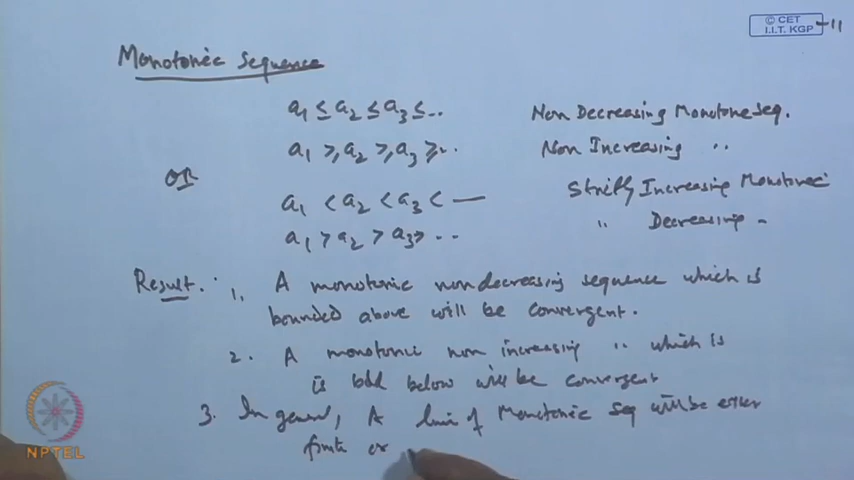 © CET
I.I.T. KGP
-11
Monotonic Sequence
a₁ ≤ a₂ ≤ a₃ ≤ .. Non Decreasing Monotone seq.
a₁ ≥ a₂ ≥ a₃ ≥ .. Non Increasing ''
OR
a₁ < a₂ < a₃ < — Strictly Increasing Monotonic
a₁ > a₂ > a₃ > .. '' Decreasing -
Result. : 1, A monotonic nondecreasing sequence which is
bounded above will be convergent.
2. A monotonic non increasing '' which is
is bdd below will be convergent
3. In general, A limit of Monotonic seq will be either
finite or
NPTEL